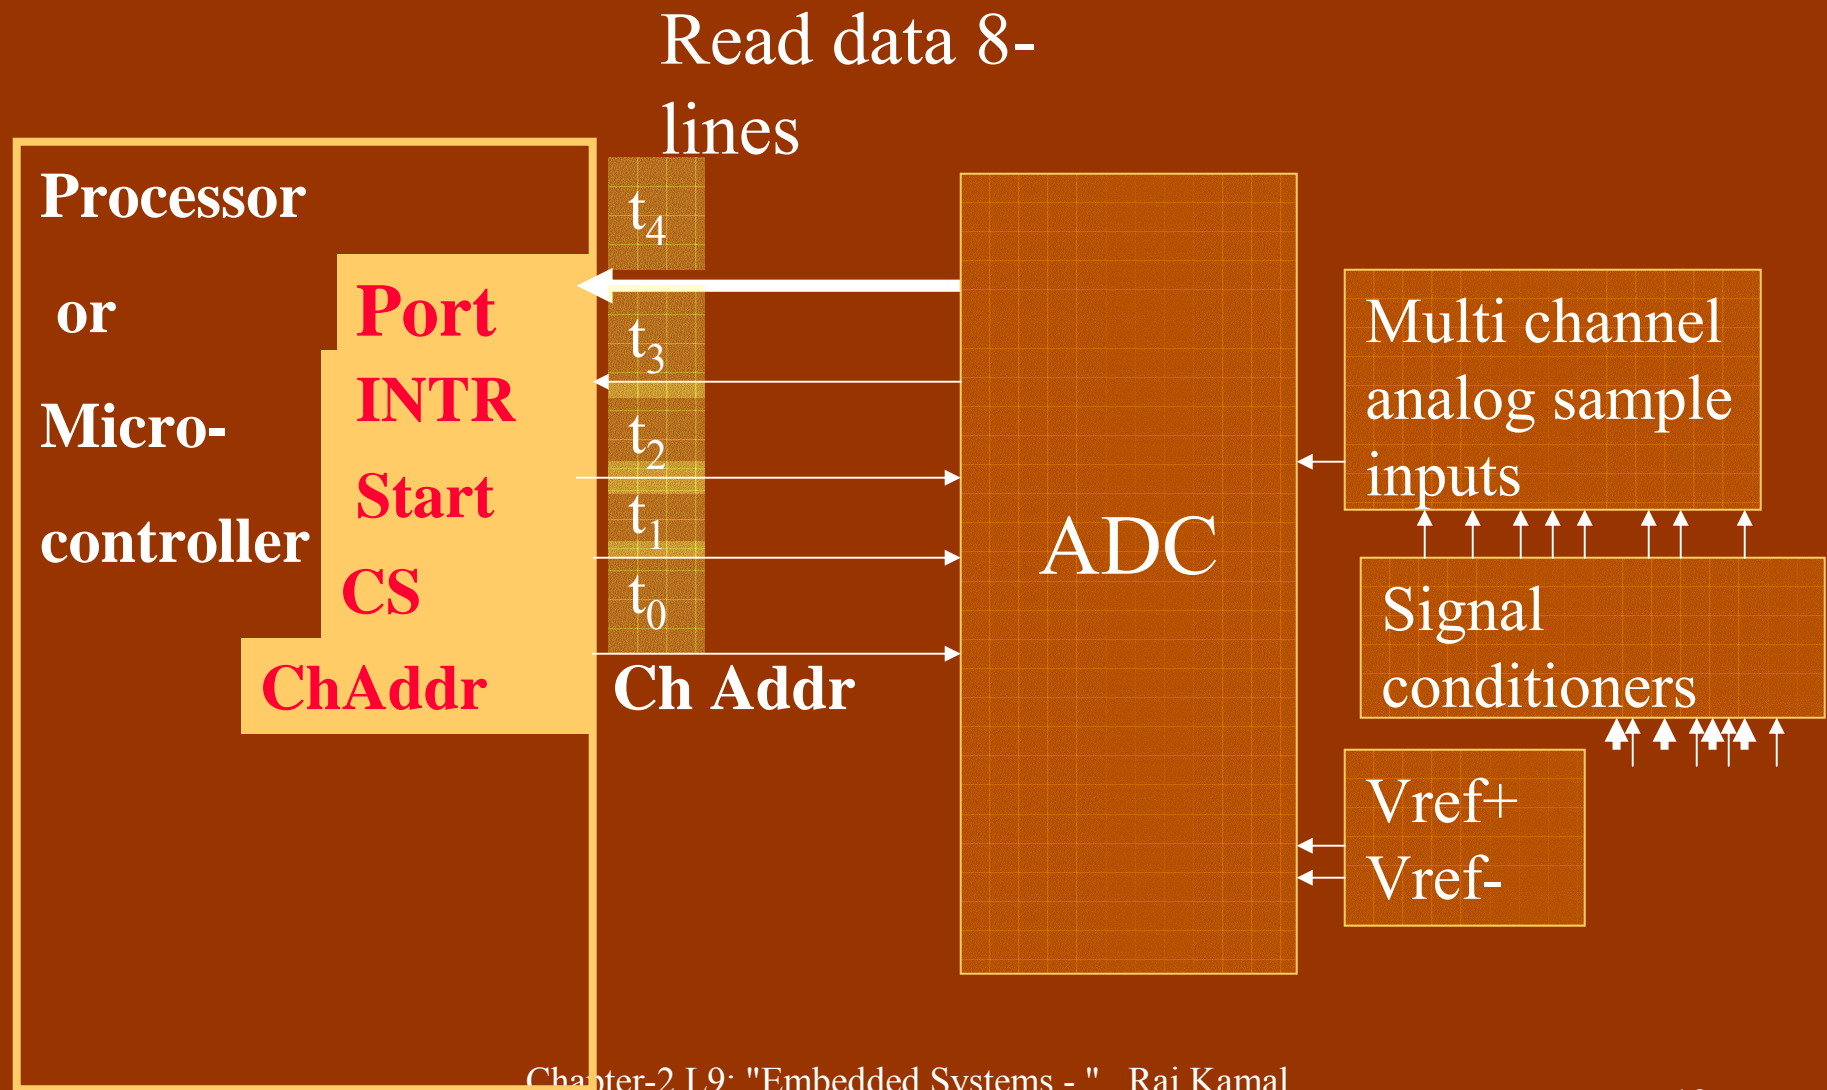 Read data 8-
lines
Processor
or
Micro-
controller
Port
INTR
Start
CS
ChAddr
t4
t3
t2
t1
t0
Ch Addr
ADC
Multi channel
analog sample
inputs
Signal
conditioners
Vref+
Vref-
Chapter-2 L9: "Embedded Systems - " Raj Kamal